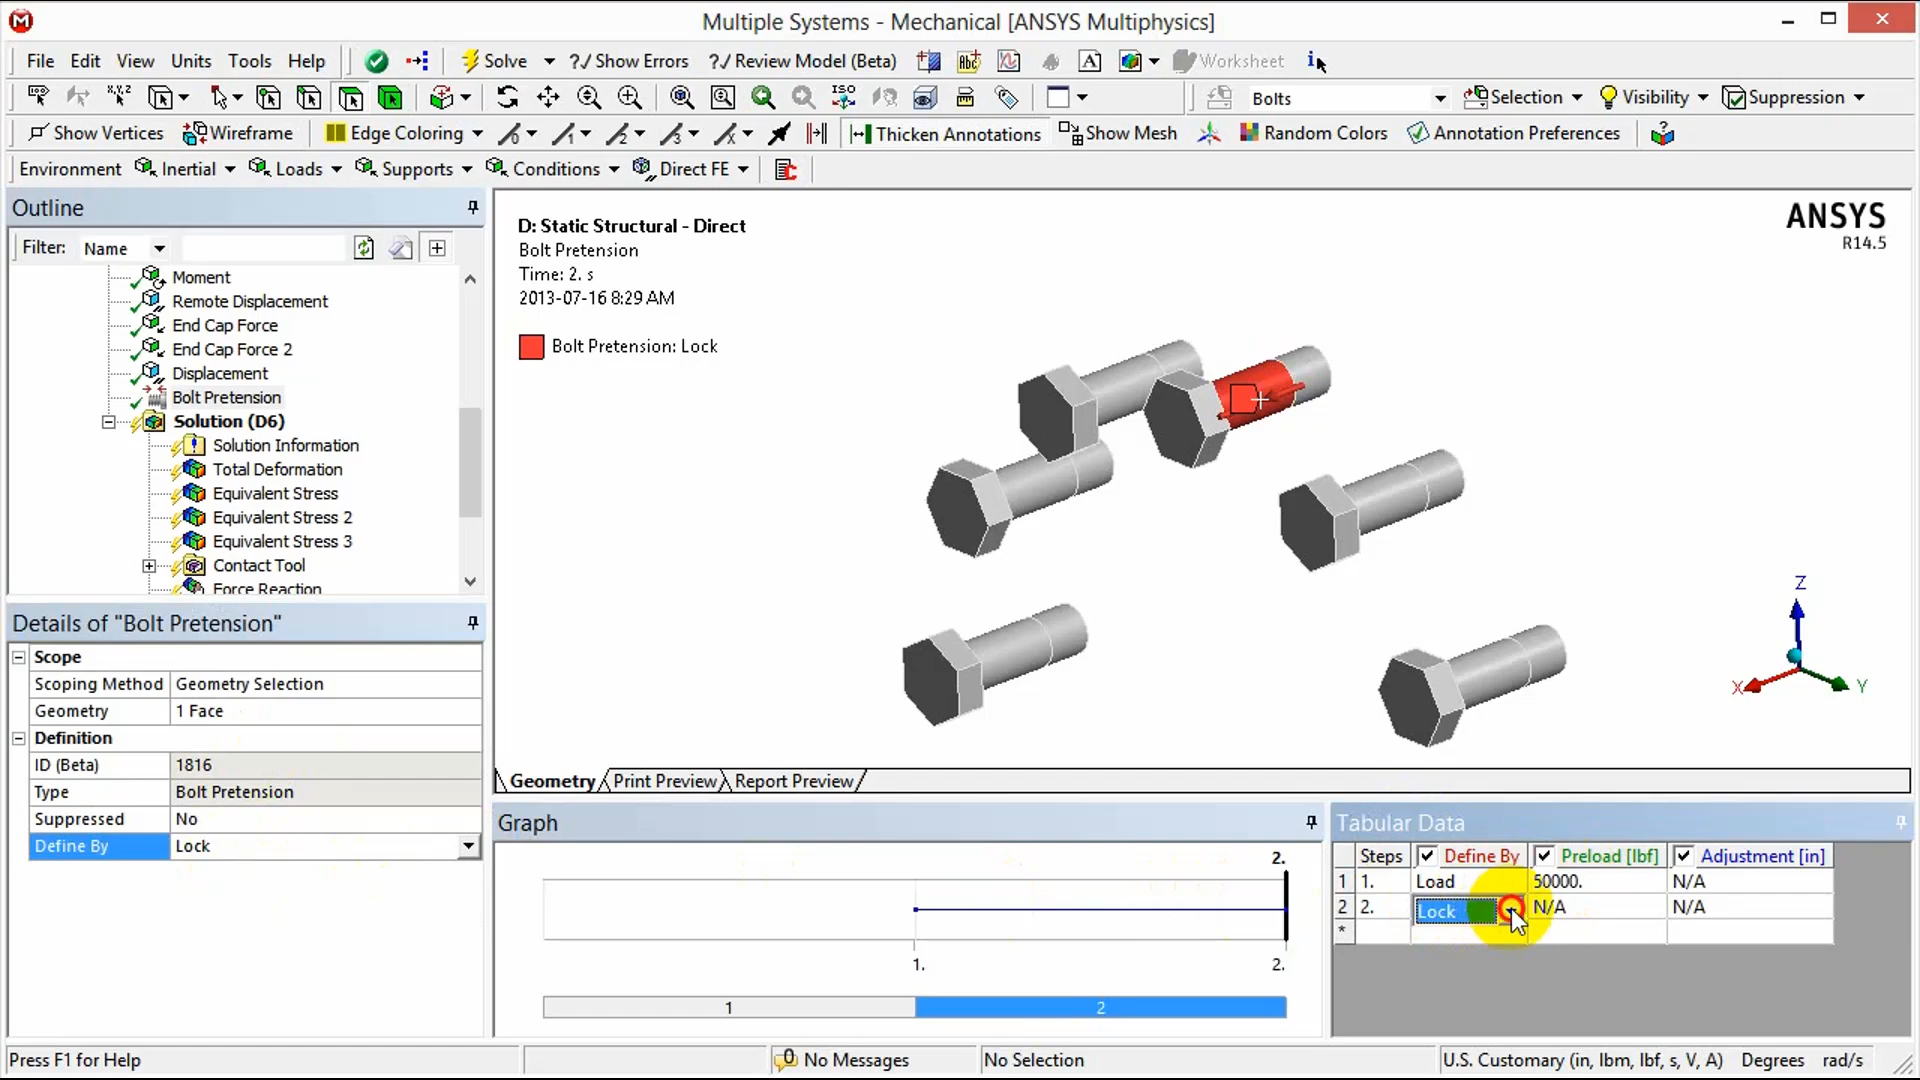 Multiple Systems - Mechanical [ANSYS Multiphysics]
File Edit View Units Tools Help Solve ?/ Show Errors ?/ Review Model (Beta) Abc A Worksheet i
ISO Bolts Selection Visibility Suppression
Show Vertices Wireframe Edge Coloring Thicken Annotations Show Mesh Random Colors Annotation Preferences
Environment Inertial Loads Supports Conditions Direct FE
Outline
Filter: Name
Moment
Remote Displacement
End Cap Force
End Cap Force 2
Displacement
Bolt Pretension
Solution (D6)
Solution Information
Total Deformation
Equivalent Stress
Equivalent Stress 2
Equivalent Stress 3
Contact Tool
Force Reaction
Details of "Bolt Pretension"
Scope
Scoping Method Geometry Selection
Geometry 1 Face
Definition
ID (Beta) 1816
Type Bolt Pretension
Suppressed No
Define By Lock
D: Static Structural - Direct
Bolt Pretension
Time: 2. s
2013-07-16 8:29 AM
Bolt Pretension: Lock
ANSYS
R14.5
Z
X
Y
Geometry Print Preview Report Preview
Graph
2.
1. 2.
1 2
Tabular Data
Steps Define By Preload [lbf] Adjustment [in]
1 1. Load 50000. N/A
2 2. Lock N/A N/A
*
Press F1 for Help 0 No Messages No Selection U.S. Customary (in, lbm, lbf, s, V, A) Degrees rad/s